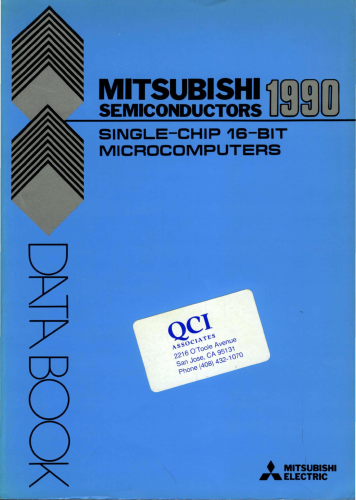 MITSUBISHI 1990
SEMICONDUCTORS
SINGLE-CHIP 16-BIT
MICROCOMPUTERS
DATA BOOK
QCI
ASSOCIATES
2216 O'Toole Avenue
San Jose, CA 95131
Phone (408) 432-1070
MITSUBISHI
ELECTRIC